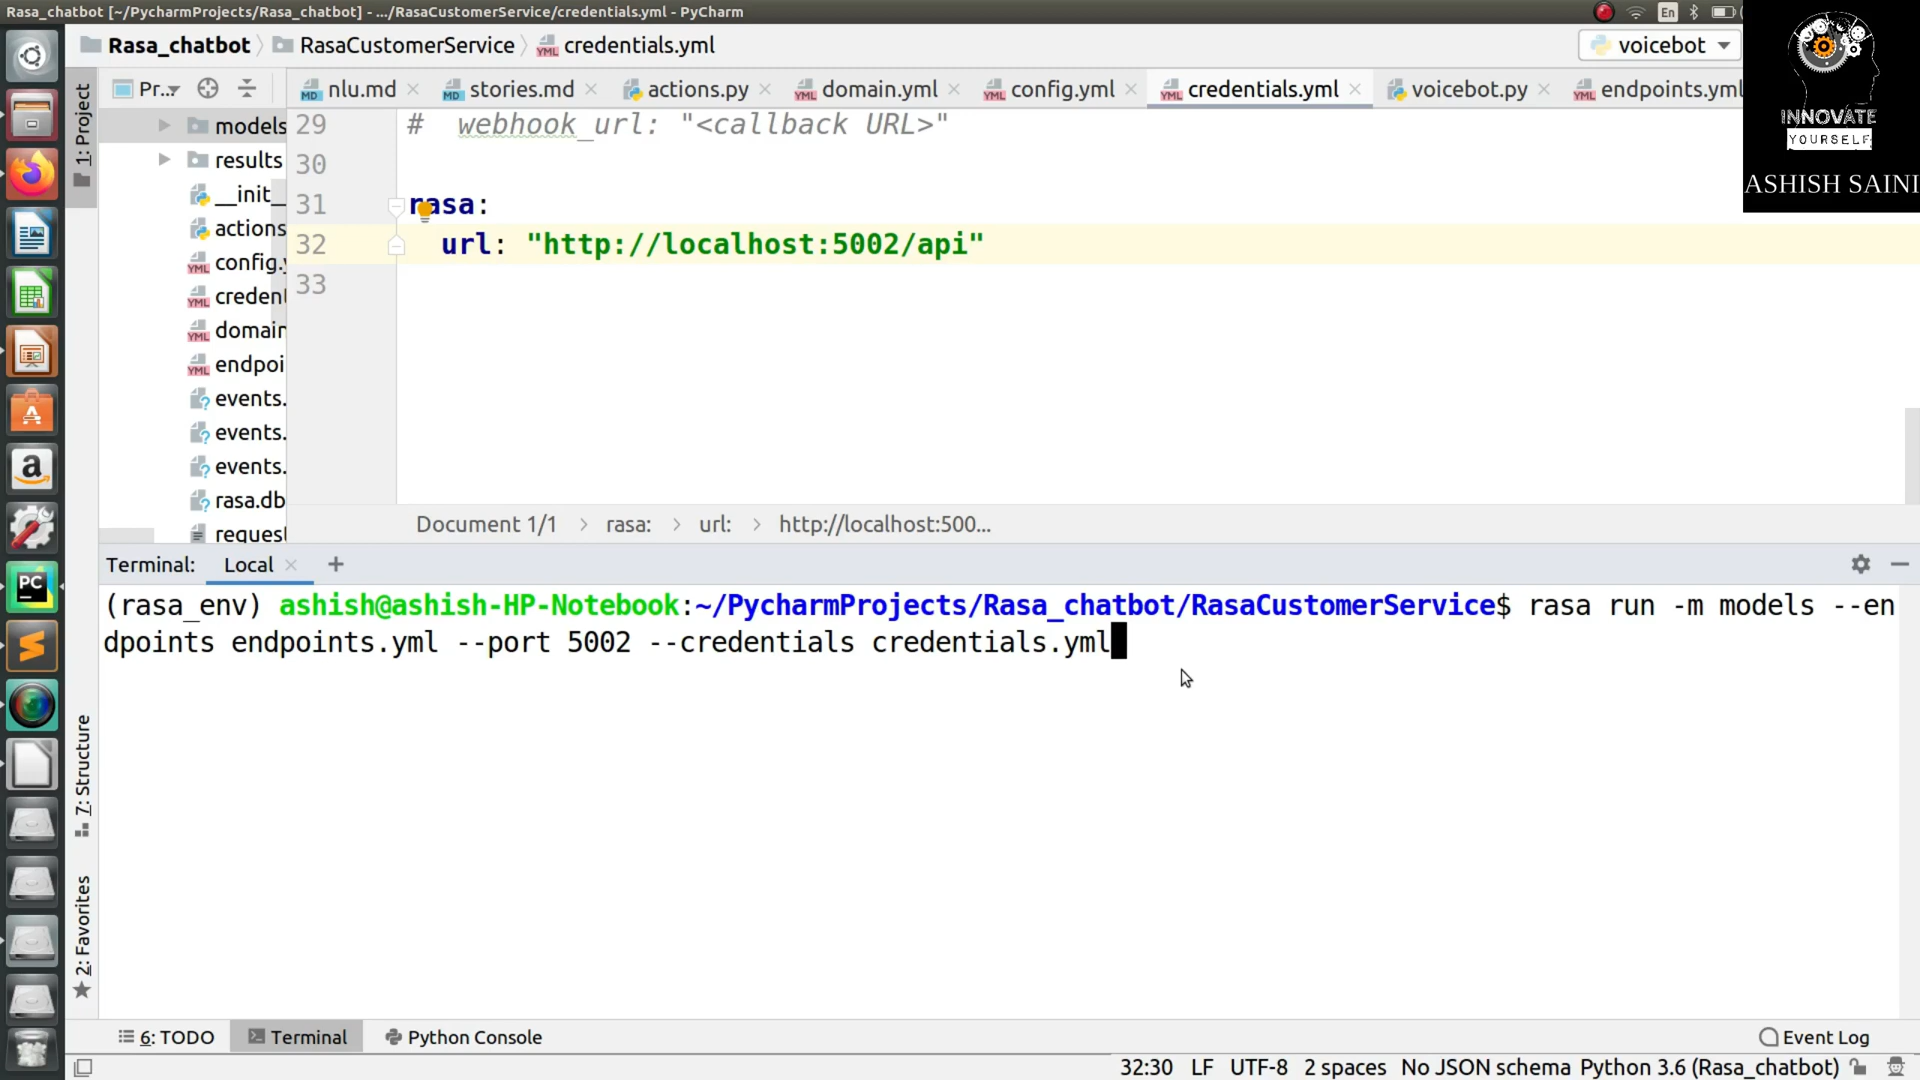 Rasa_chatbot [~/PycharmProjects/Rasa_chatbot] - .../RasaCustomerService/credentials.yml - PyCharm
En
Rasa_chatbot
RasaCustomerService
credentials.yml
voicebot
INNOVATE
YOURSELF
ASHISH SAINI
1: Project
Pr...
nlu.md
stories.md
actions.py
domain.yml
config.yml
credentials.yml
voicebot.py
endpoints.yml
models
results
__init_
actions
config.y
creden
domain
endpoi
events.
events.
events.
rasa.db
request
29 # webhook_url: "<callback URL>"
30
31 rasa:
32 url: "http://localhost:5002/api"
33
Document 1/1 > rasa: > url: > http://localhost:500...
Terminal: Local +
(rasa_env) ashish@ashish-HP-Notebook:~/PycharmProjects/Rasa_chatbot/RasaCustomerService$ rasa run -m models --en
dpoints endpoints.yml --port 5002 --credentials credentials.yml
7: Structure
2: Favorites
6: TODO
Terminal
Python Console
Event Log
32:30 LF UTF-8 2 spaces No JSON schema Python 3.6 (Rasa_chatbot)